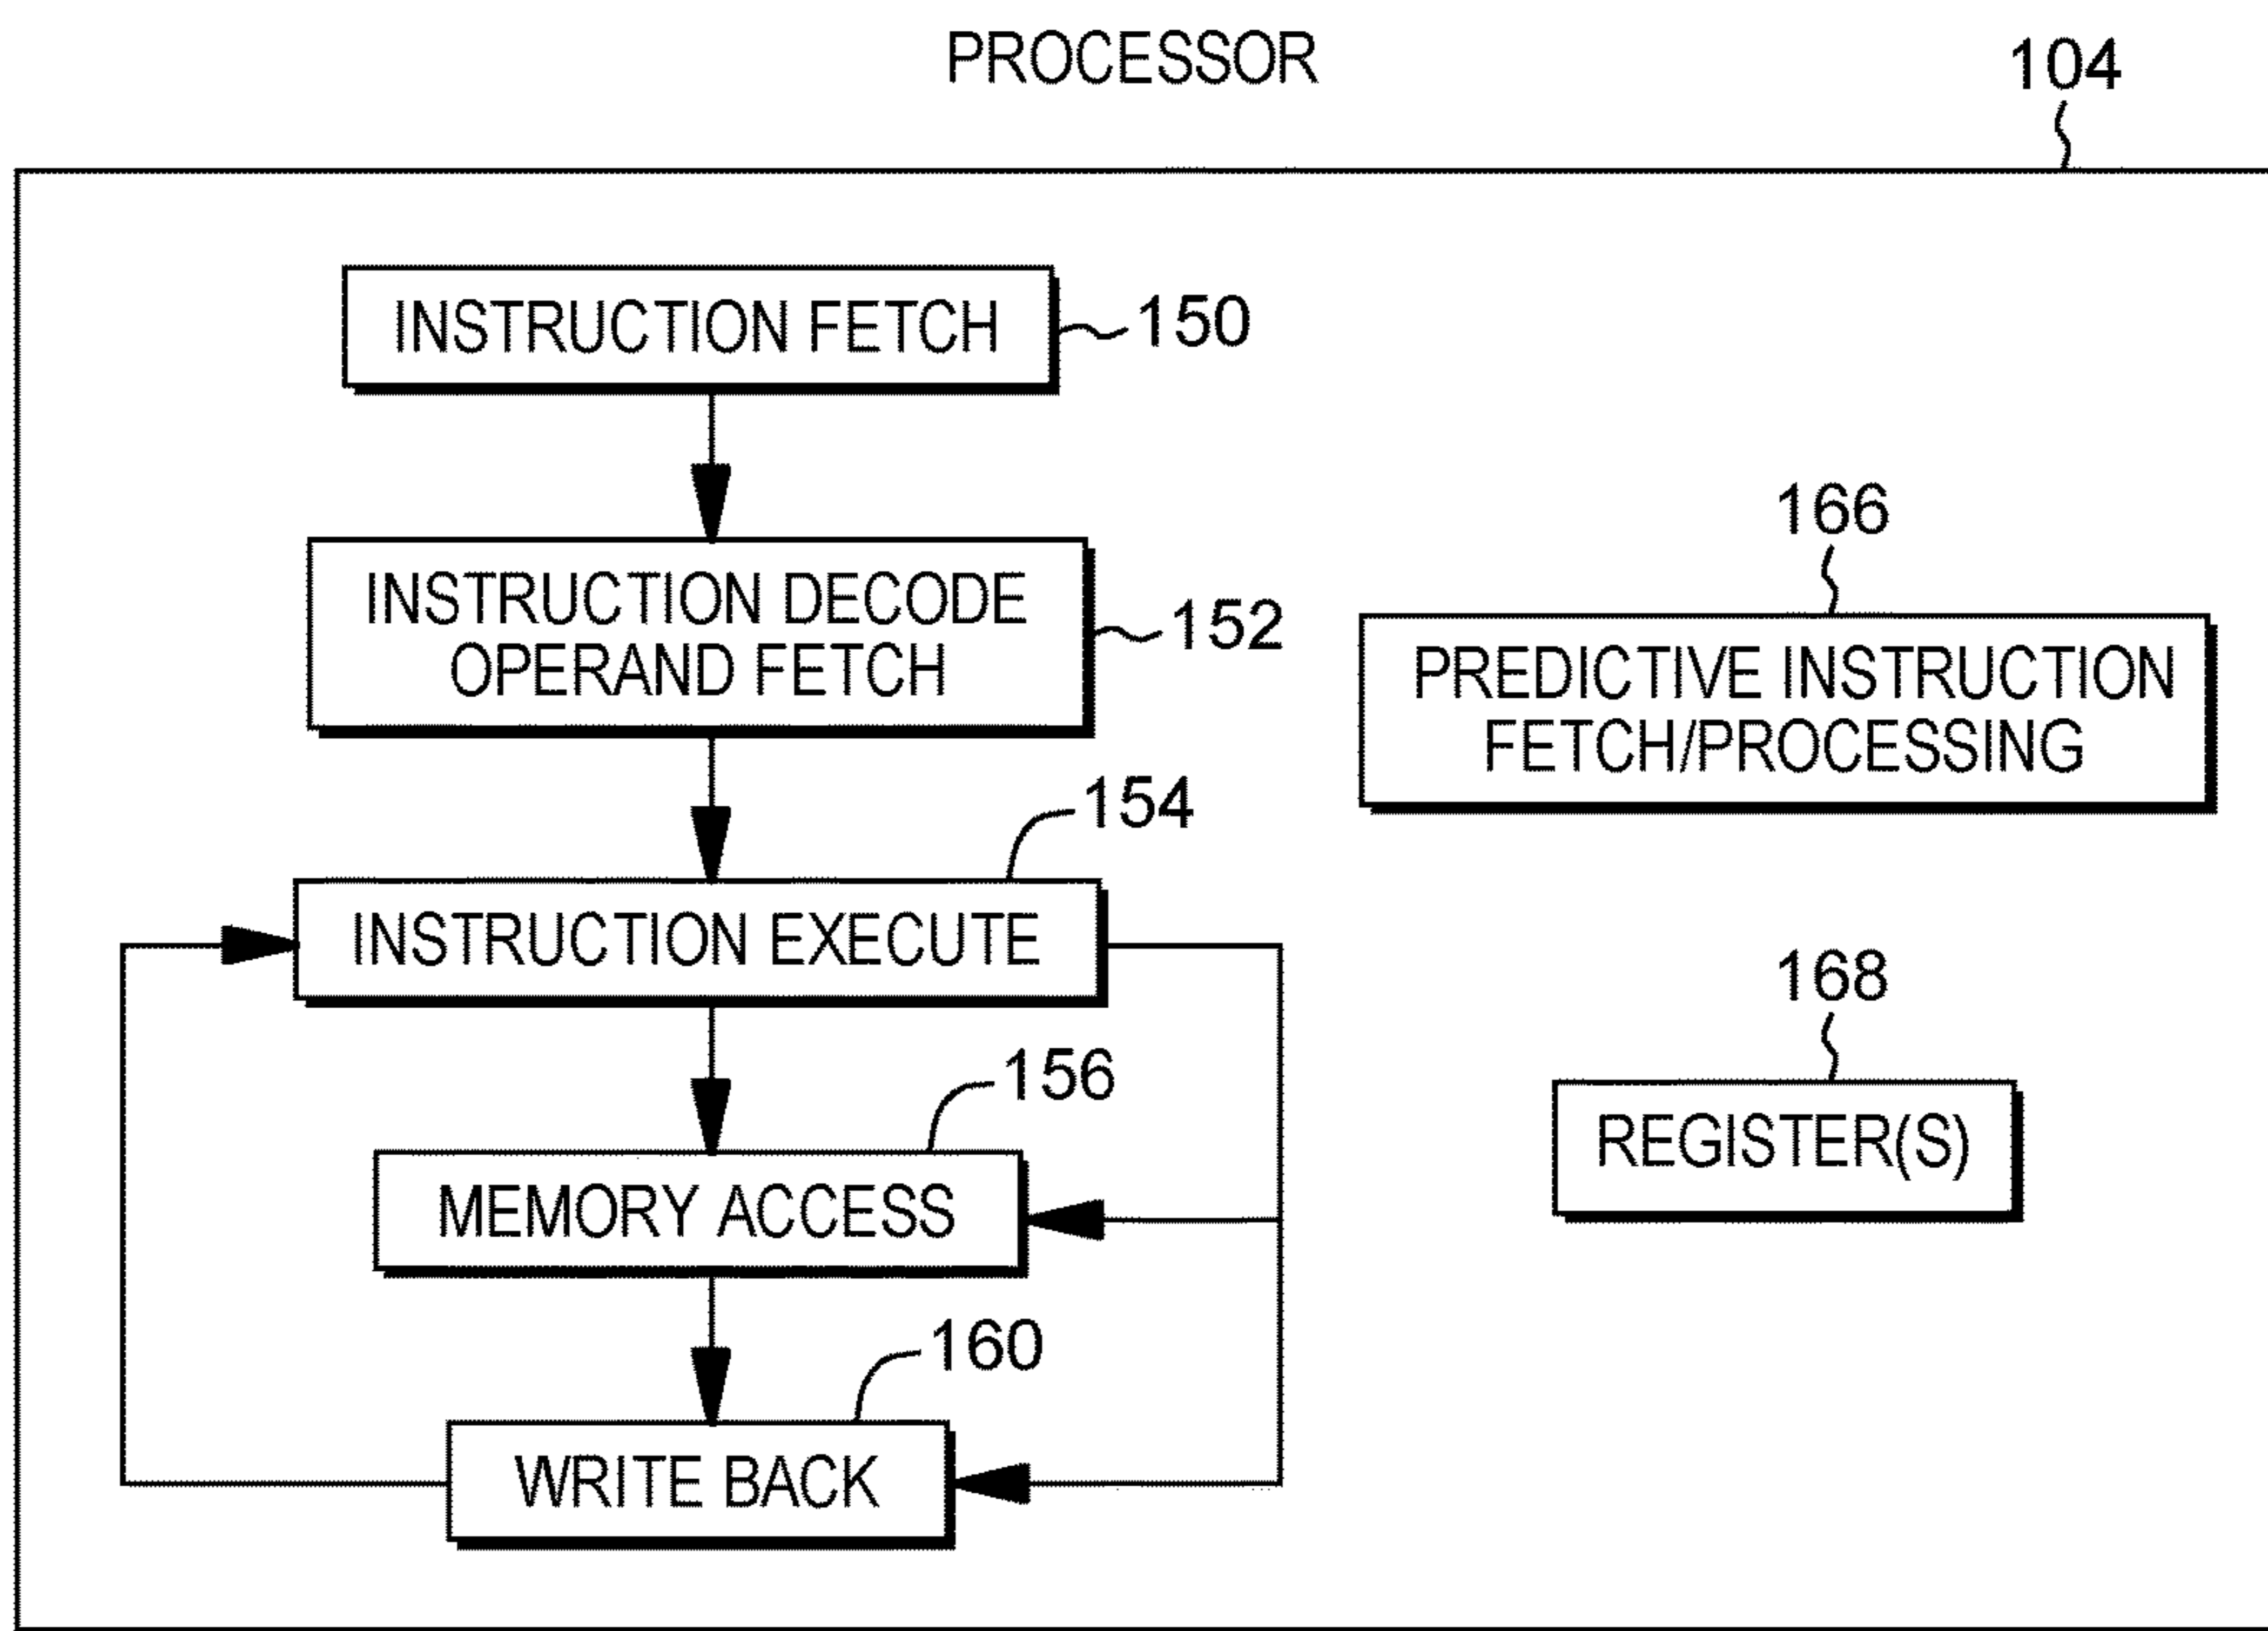 PROCESSOR
104
INSTRUCTION FETCH
150
INSTRUCTION DECODE
OPERAND FETCH
152
166
PREDICTIVE INSTRUCTION
FETCH/PROCESSING
154
INSTRUCTION EXECUTE
168
REGISTER(S)
156
MEMORY ACCESS
160
WRITE BACK